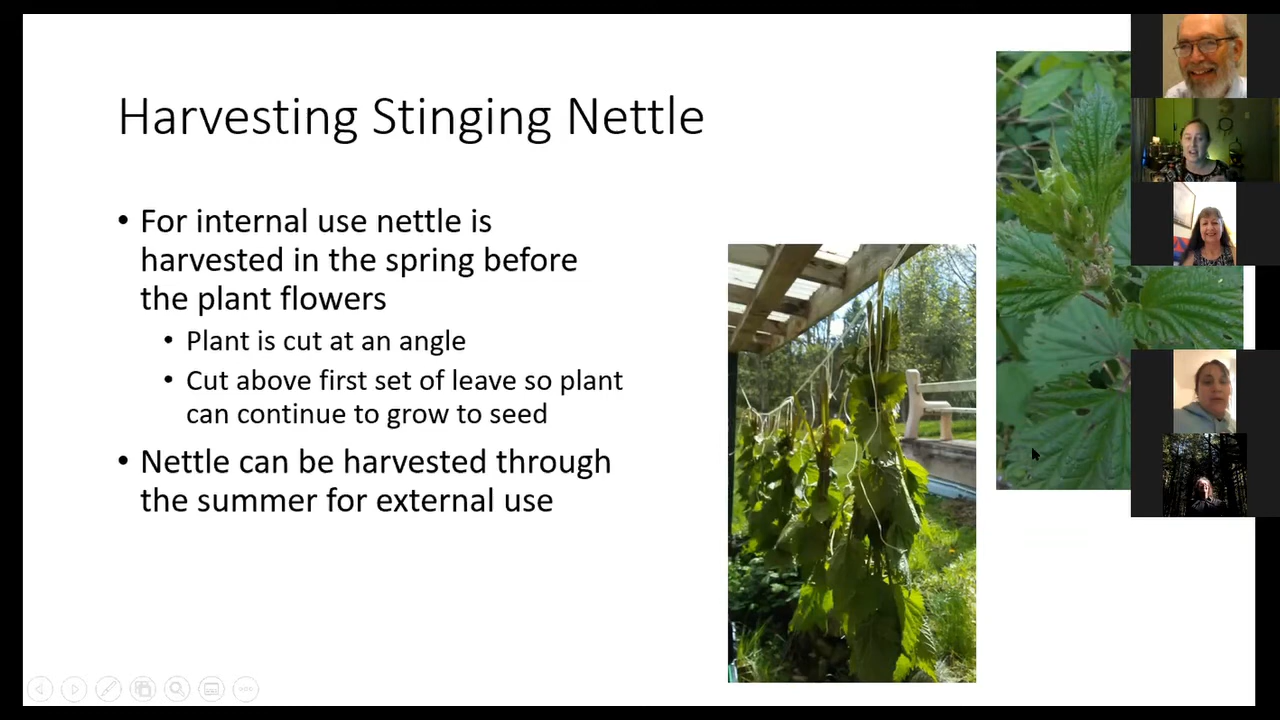 Harvesting Stinging Nettle
• For internal use nettle is
harvested in the spring before
the plant flowers
• Plant is cut at an angle
• Cut above first set of leave so plant
can continue to grow to seed
• Nettle can be harvested through
the summer for external use